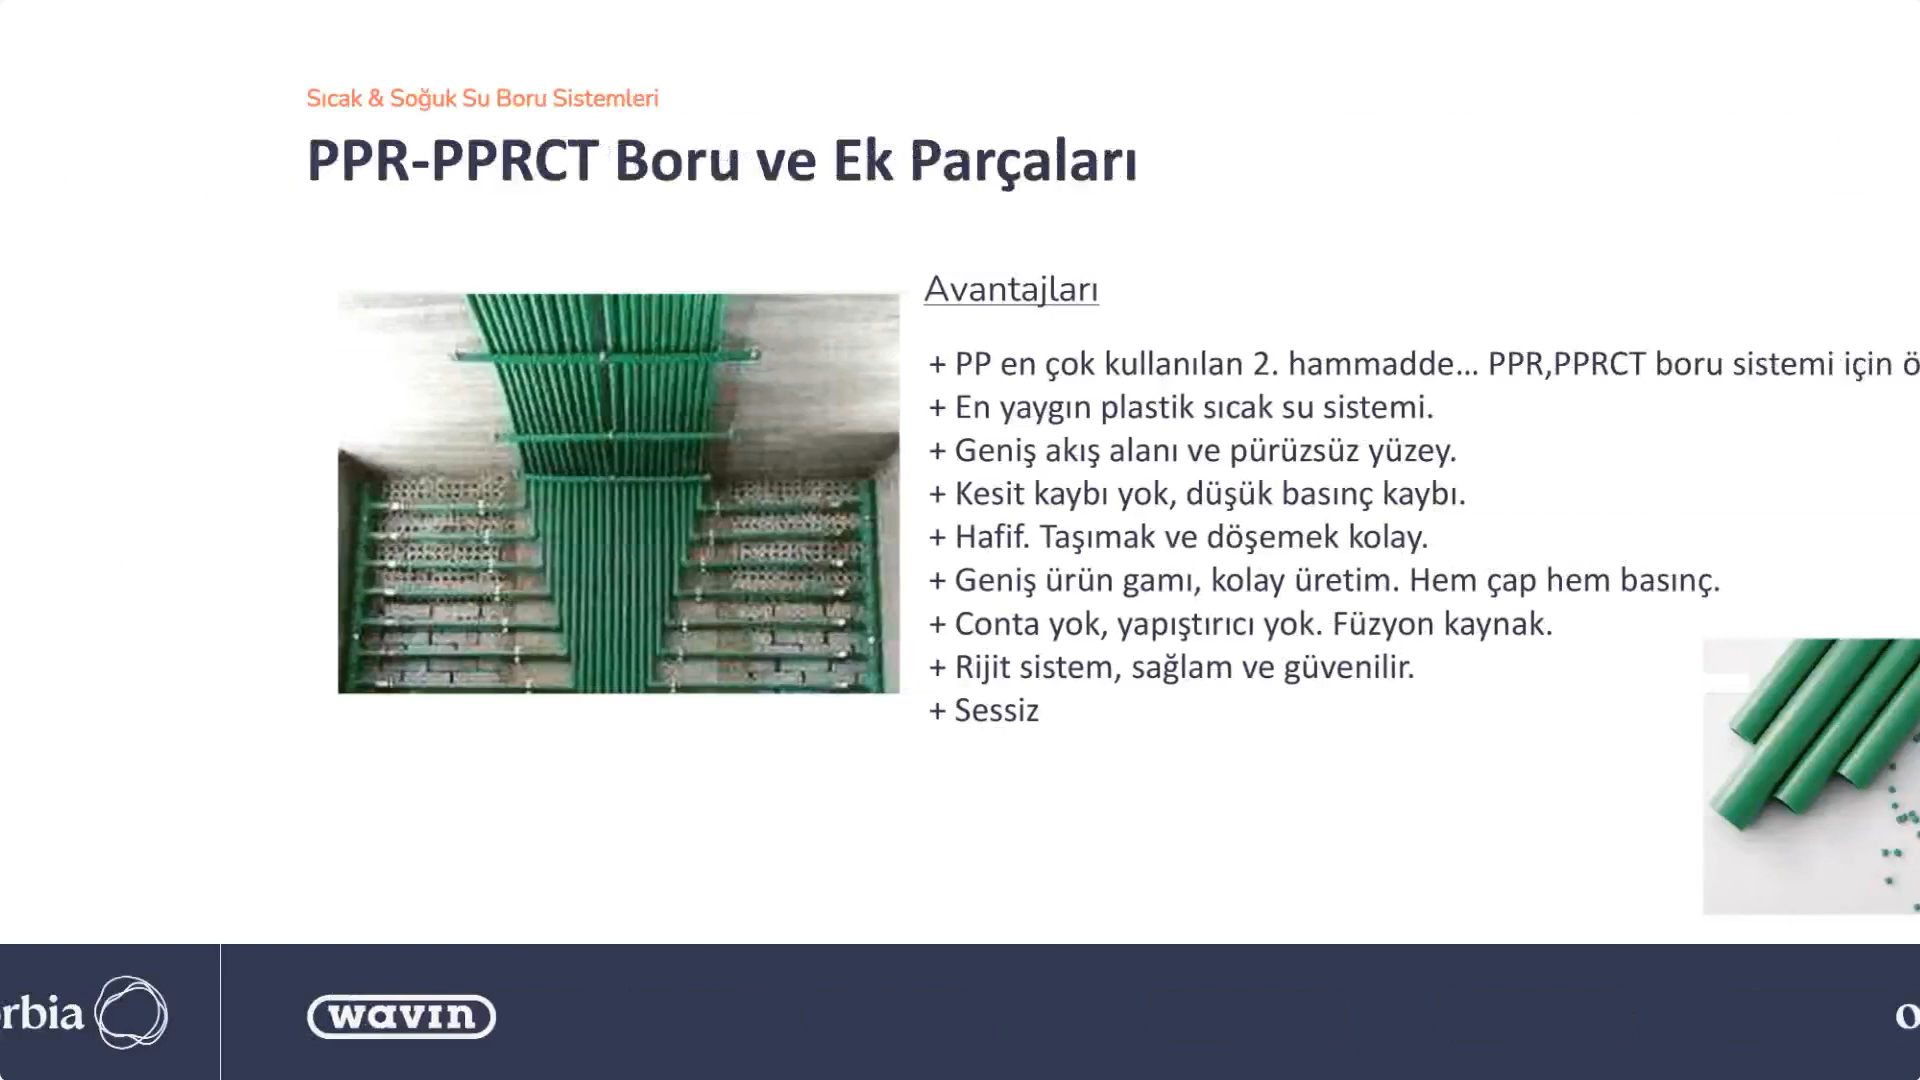 Sıcak & Soğuk Su Boru Sistemleri
PPR-PPRCT Boru ve Ek Parçaları
Avantajları
+ PP en çok kullanılan 2. hammadde... PPR,PPRCT boru sistemi için
+ En yaygın plastik sıcak su sistemi.
+ Geniş akış alanı ve pürüzsüz yüzey.
+ Kesit kaybı yok, düşük basınç kaybı.
+ Hafif. Taşımak ve döşemek kolay.
+ Geniş ürün gamı, kolay üretim. Hem çap hem basınç.
+ Conta yok, yapıştırıcı yok. Füzyon kaynak.
+ Rijit sistem, sağlam ve güvenilir.
+ Sessiz
rbia
wavin